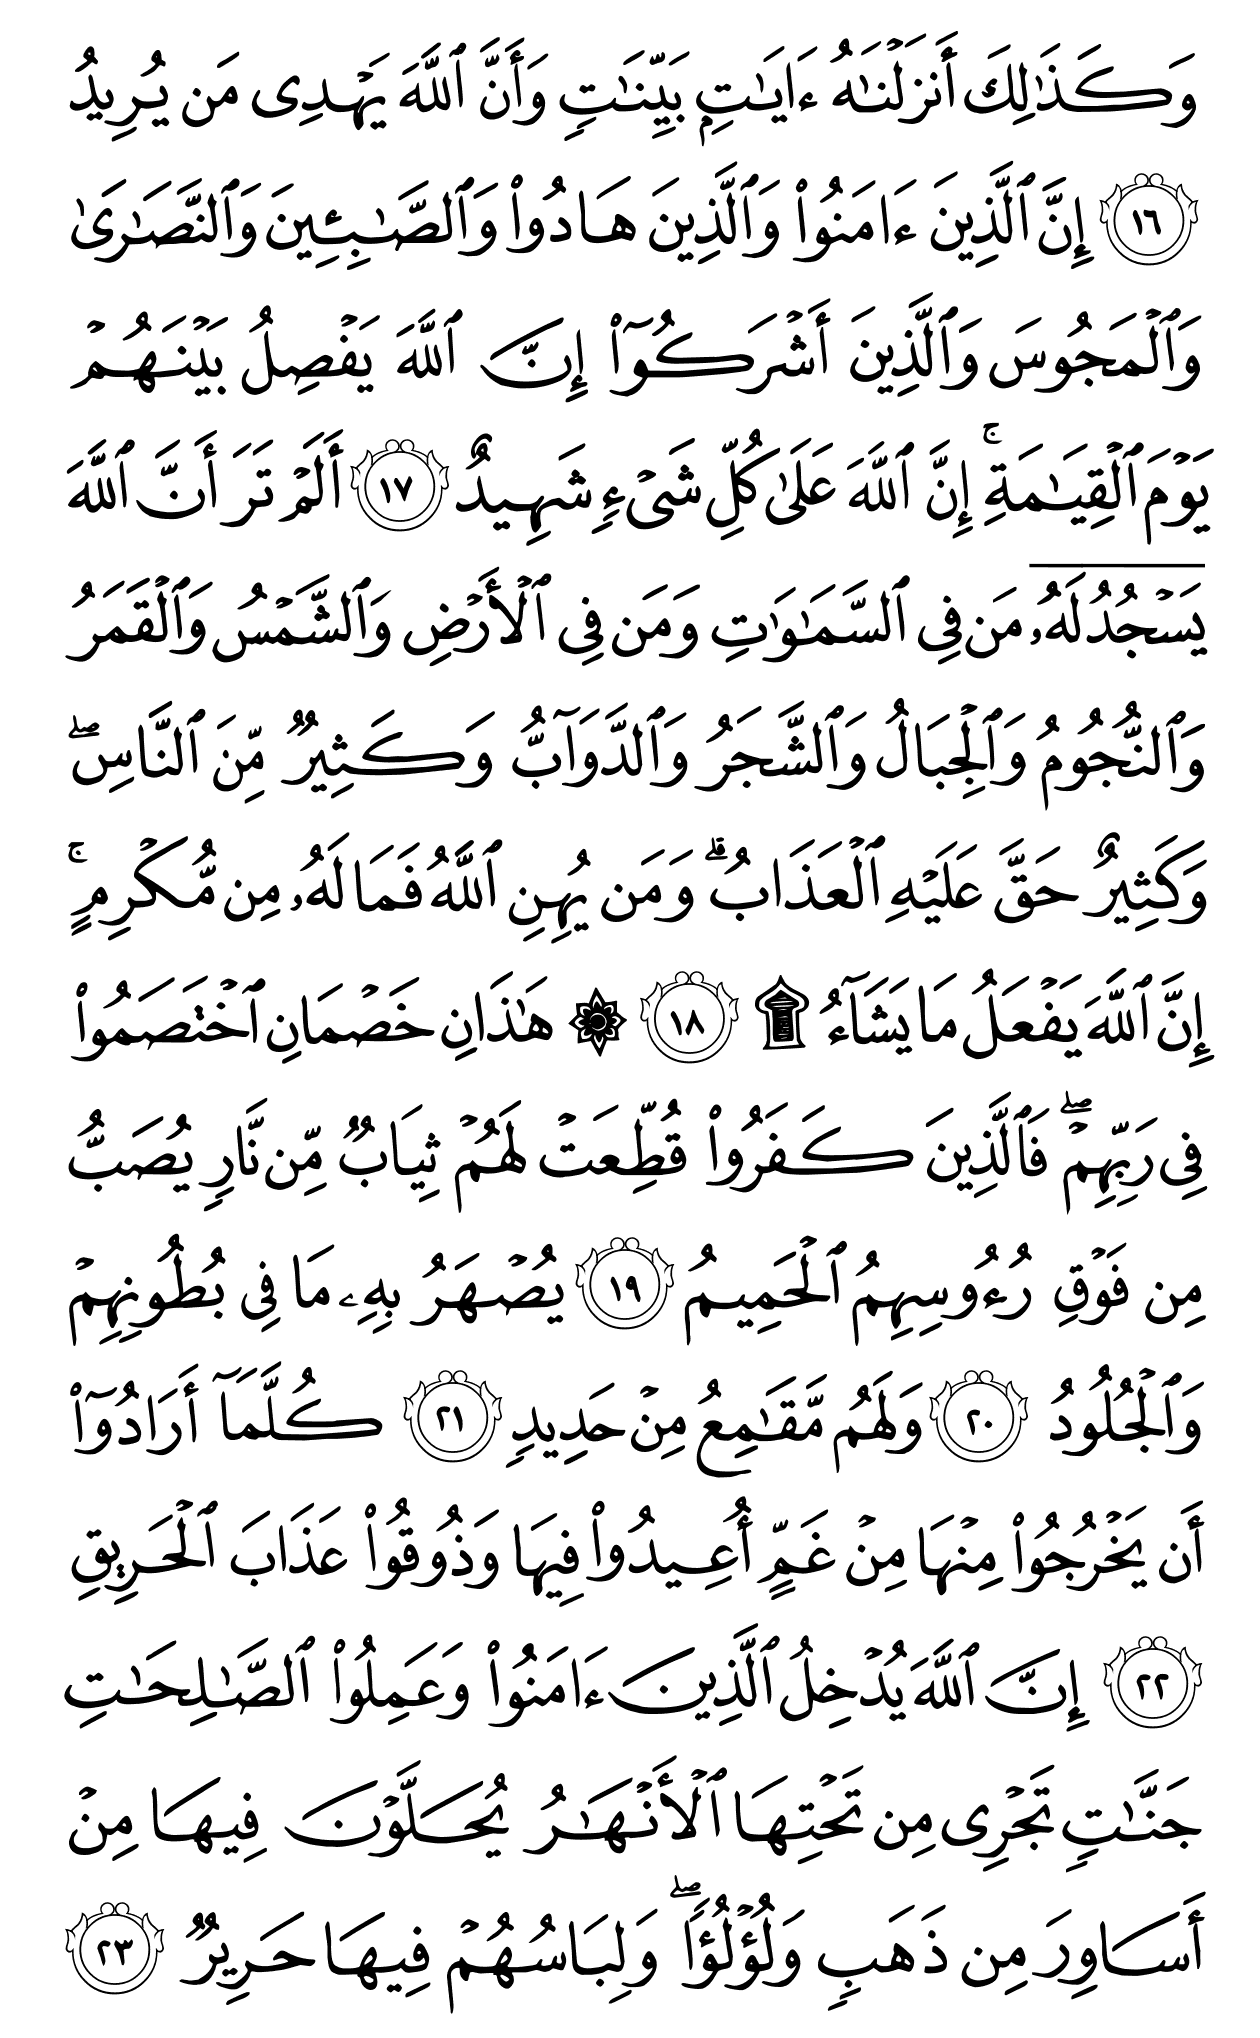 وَكَذَٰلِكَ أَنزَلْنَٰهُ ءَايَٰتٍۭ بَيِّنَٰتٍ وَأَنَّ ٱللَّهَ يَهْدِى مَن يُرِيدُ
١٦ إِنَّ ٱلَّذِينَ ءَامَنُوا۟ وَٱلَّذِينَ هَادُوا۟ وَٱلصَّٰبِـِٔينَ وَٱلنَّصَٰرَىٰ
وَٱلْمَجُوسَ وَٱلَّذِينَ أَشْرَكُوٓا۟ إِنَّ ٱللَّهَ يَفْصِلُ بَيْنَهُمْ
يَوْمَ ٱلْقِيَٰمَةِ ۚ إِنَّ ٱللَّهَ عَلَىٰ كُلِّ شَىْءٍ شَهِيدٌ ١٧ أَلَمْ تَرَ أَنَّ ٱللَّهَ
يَسْجُدُ لَهُۥ مَن فِى ٱلسَّمَٰوَٰتِ وَمَن فِى ٱلْأَرْضِ وَٱلشَّمْسُ وَٱلْقَمَرُ
وَٱلنُّجُومُ وَٱلْجِبَالُ وَٱلشَّجَرُ وَٱلدَّوَآبُّ وَكَثِيرٌ مِّنَ ٱلنَّاسِ ۖ
وَكَثِيرٌ حَقَّ عَلَيْهِ ٱلْعَذَابُ ۗ وَمَن يُهِنِ ٱللَّهُ فَمَا لَهُۥ مِن مُّكْرِمٍ ۚ
إِنَّ ٱللَّهَ يَفْعَلُ مَا يَشَآءُ ۩ ١٨ ۞ هَٰذَانِ خَصْمَانِ ٱخْتَصَمُوا۟
فِى رَبِّهِمْ ۖ فَٱلَّذِينَ كَفَرُوا۟ قُطِّعَتْ لَهُمْ ثِيَابٌ مِّن نَّارٍ يُصَبُّ
مِن فَوْقِ رُءُوسِهِمُ ٱلْحَمِيمُ ١٩ يُصْهَرُ بِهِۦ مَا فِى بُطُونِهِمْ
وَٱلْجُلُودُ ٢٠ وَلَهُم مَّقَٰمِعُ مِنْ حَدِيدٍ ٢١ كُلَّمَآ أَرَادُوٓا۟
أَن يَخْرُجُوا۟ مِنْهَا مِنْ غَمٍّ أُعِيدُوا۟ فِيهَا وَذُوقُوا۟ عَذَابَ ٱلْحَرِيقِ
٢٢ إِنَّ ٱللَّهَ يُدْخِلُ ٱلَّذِينَ ءَامَنُوا۟ وَعَمِلُوا۟ ٱلصَّٰلِحَٰتِ
جَنَّٰتٍ تَجْرِى مِن تَحْتِهَا ٱلْأَنْهَٰرُ يُحَلَّوْنَ فِيهَا مِنْ
أَسَاوِرَ مِن ذَهَبٍ وَلُؤْلُؤًا ۖ وَلِبَاسُهُمْ فِيهَا حَرِيرٌ ٢٣